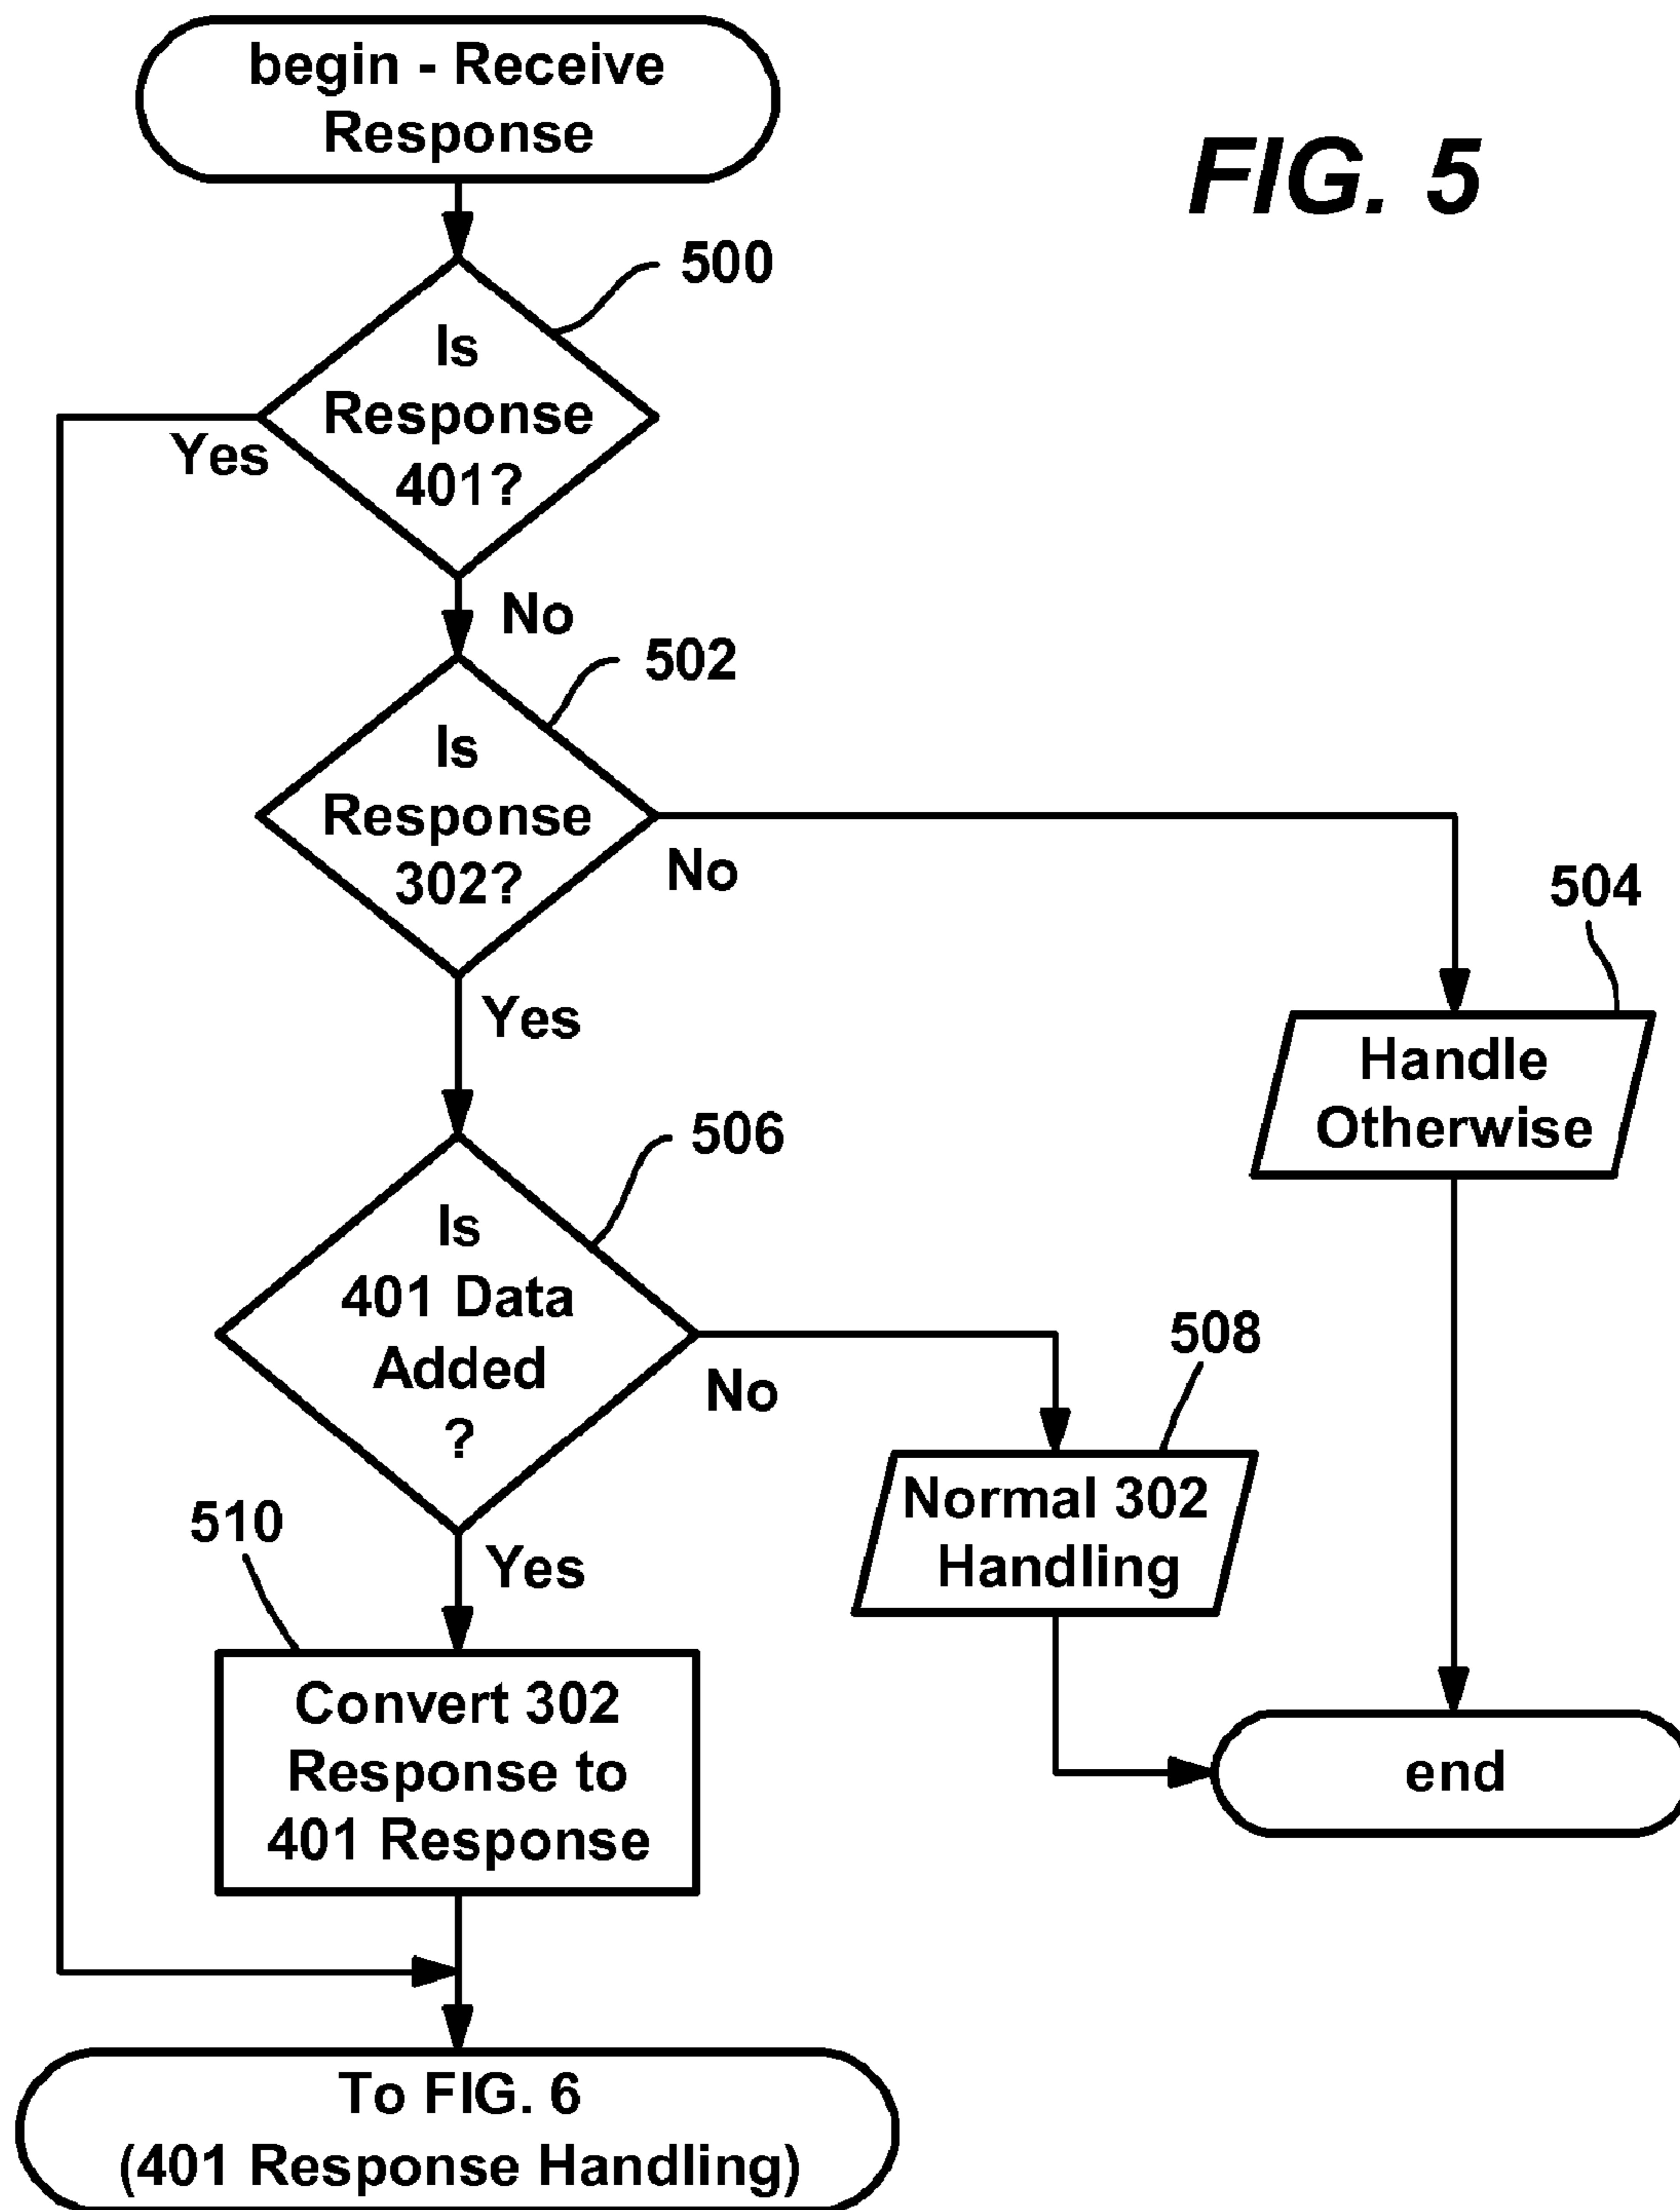 begin - Receive
Response
FIG. 5
500
Is
Response
401?
Yes
No
502
Is
Response
302?
No
504
Handle
Otherwise
Yes
506
Is
401 Data
Added
?
No
508
Normal 302
Handling
510
Yes
Convert 302
Response to
401 Response
end
To FIG. 6
(401 Response Handling)